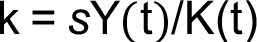 k = sY(t)/K(t)